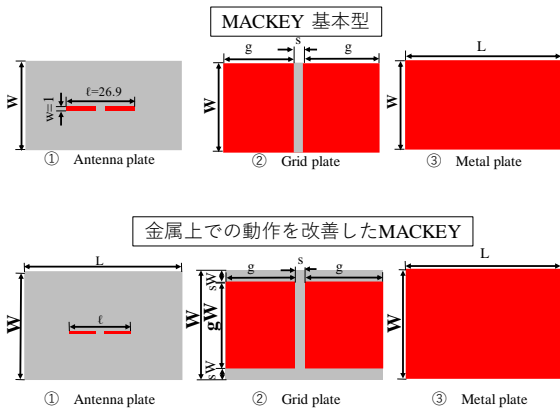 MACKEY 基本型
s
g
g
L
ℓ=26.9
W
w=1
W
W
① Antenna plate
② Grid plate
③ Metal plate
金属上での動作を改善したMACKEY
L
s
g
g
L
sW
W
ℓ
W
gW
W
sW
① Antenna plate
② Grid plate
③ Metal plate